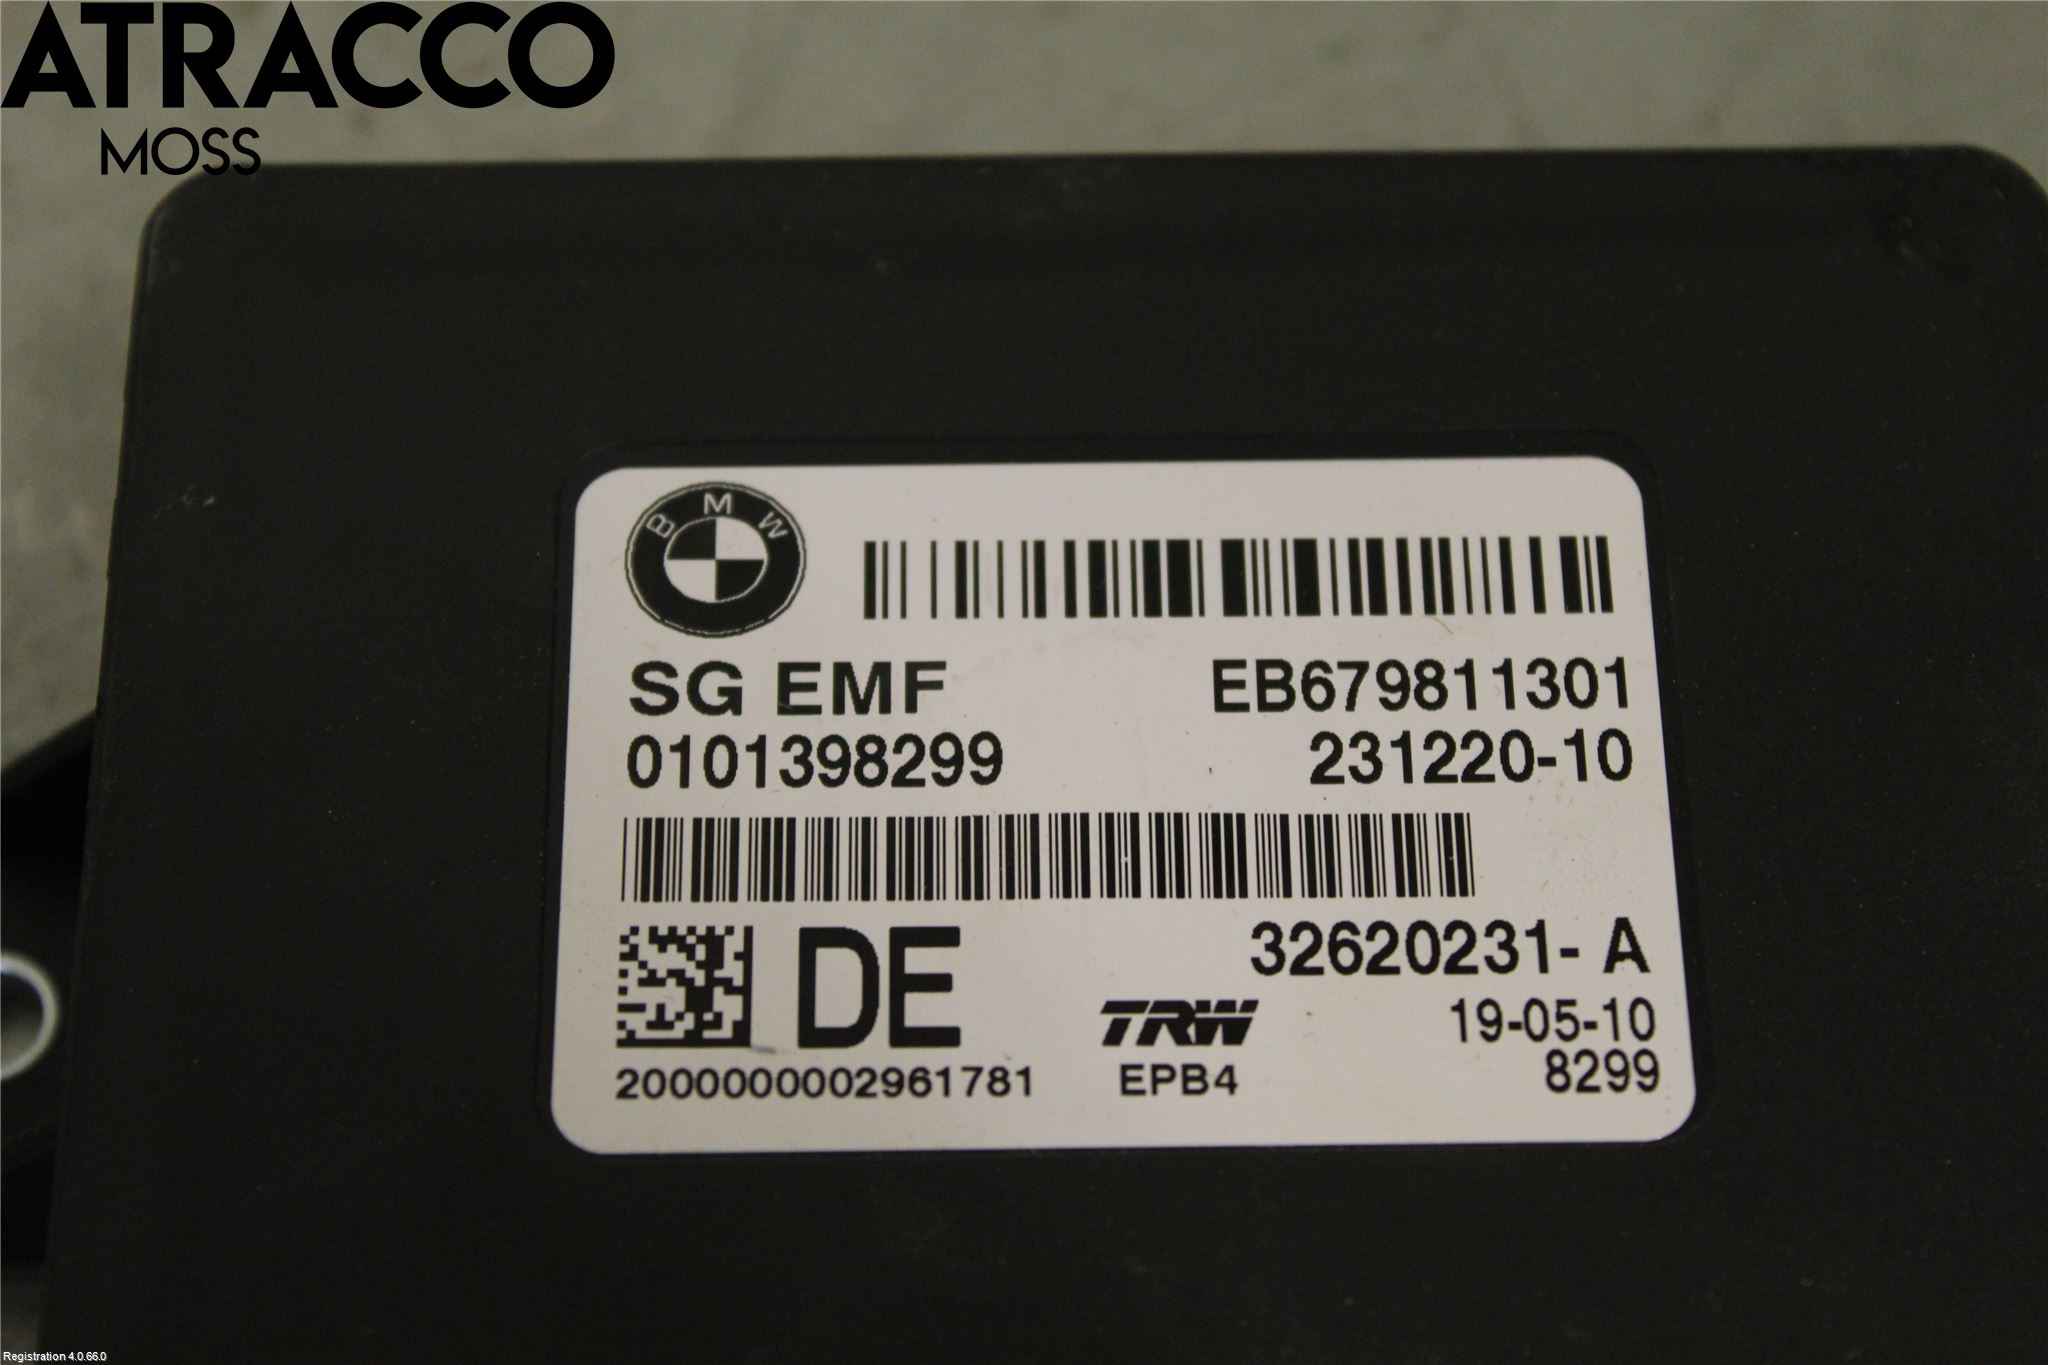 ATRACCO
MOSS
BMW
SG EMF EB679811301
0101398299 231220-10
DE 32620231- A
TRW 19-05-10
2000000002961781 EPB4 8299
Registration 4.0.66.0